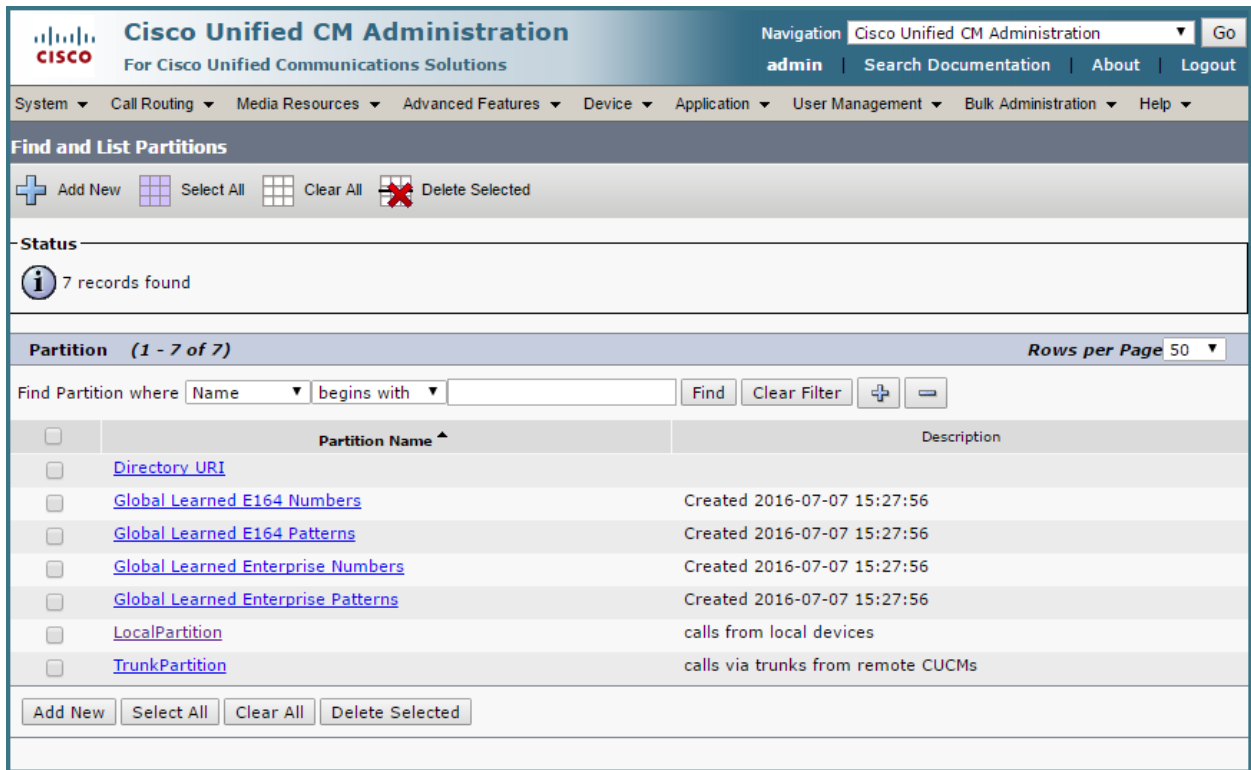 CISCO
Cisco Unified CM Administration
For Cisco Unified Communications Solutions
Navigation Cisco Unified CM Administration Go
admin | Search Documentation | About | Logout
System Call Routing Media Resources Advanced Features Device Application User Management Bulk Administration Help
Find and List Partitions
Add New Select All Clear All Delete Selected
Status
i 7 records found
Partition (1 - 7 of 7) Rows per Page 50
Find Partition where Name begins with Find Clear Filter
Partition Name Description
Directory URI
Global Learned E164 Numbers Created 2016-07-07 15:27:56
Global Learned E164 Patterns Created 2016-07-07 15:27:56
Global Learned Enterprise Numbers Created 2016-07-07 15:27:56
Global Learned Enterprise Patterns Created 2016-07-07 15:27:56
LocalPartition calls from local devices
TrunkPartition calls via trunks from remote CUCMs
Add New Select All Clear All Delete Selected